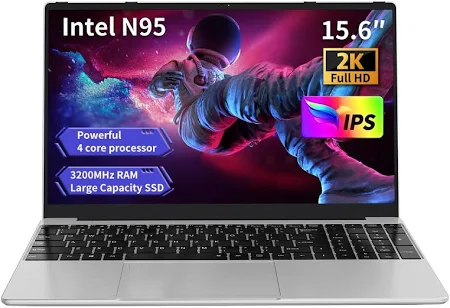 Intel N95
15.6"
2K
Full HD
IPS
Powerful
4 core processor
3200MHz RAM
Large Capacity SSD